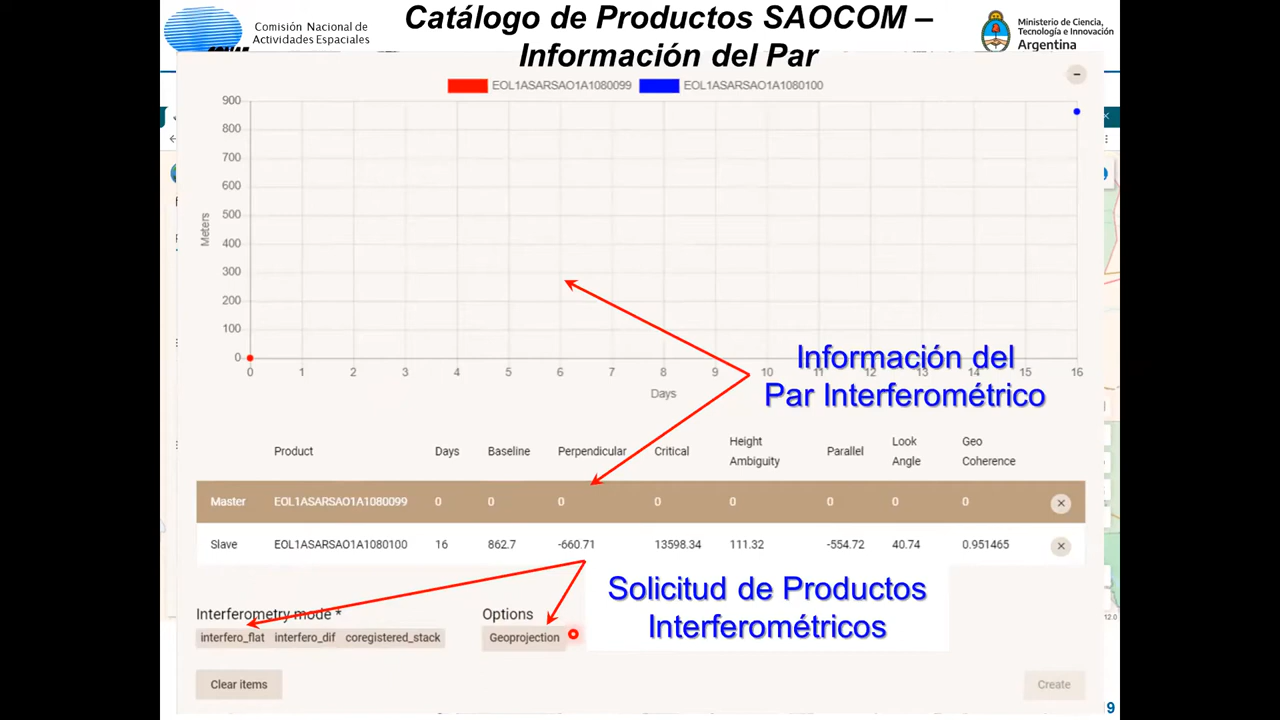 Comisión Nacional de
Actividades Espaciales
Catálogo de Productos SAOCOM –
Información del Par
Ministerio de Ciencia,
Tecnología e Innovación
Argentina
EOL1ASARSAO1A1080099
EOL1ASARSAO1A1080100
900
800
700
600
500
400
300
200
100
0
Meters
0 1 2 3 4 5 6 7 8 9 10 11 12 13 14 15 16
Days
Información del
Par Interferométrico
Product Days Baseline Perpendicular Critical Height Ambiguity Parallel Look Angle Geo Coherence
Master EOL1ASARSAO1A1080099 0 0 0 0 0 0 0 0
Slave EOL1ASARSAO1A1080100 16 862.7 -660.71 13598.34 111.32 -554.72 40.74 0.951465
Solicitud de Productos
Interferométricos
Interferometry mode *
interfero_flat interfero_dif coregistered_stack
Options
Geoprojection
Clear items
Create
12.0
9